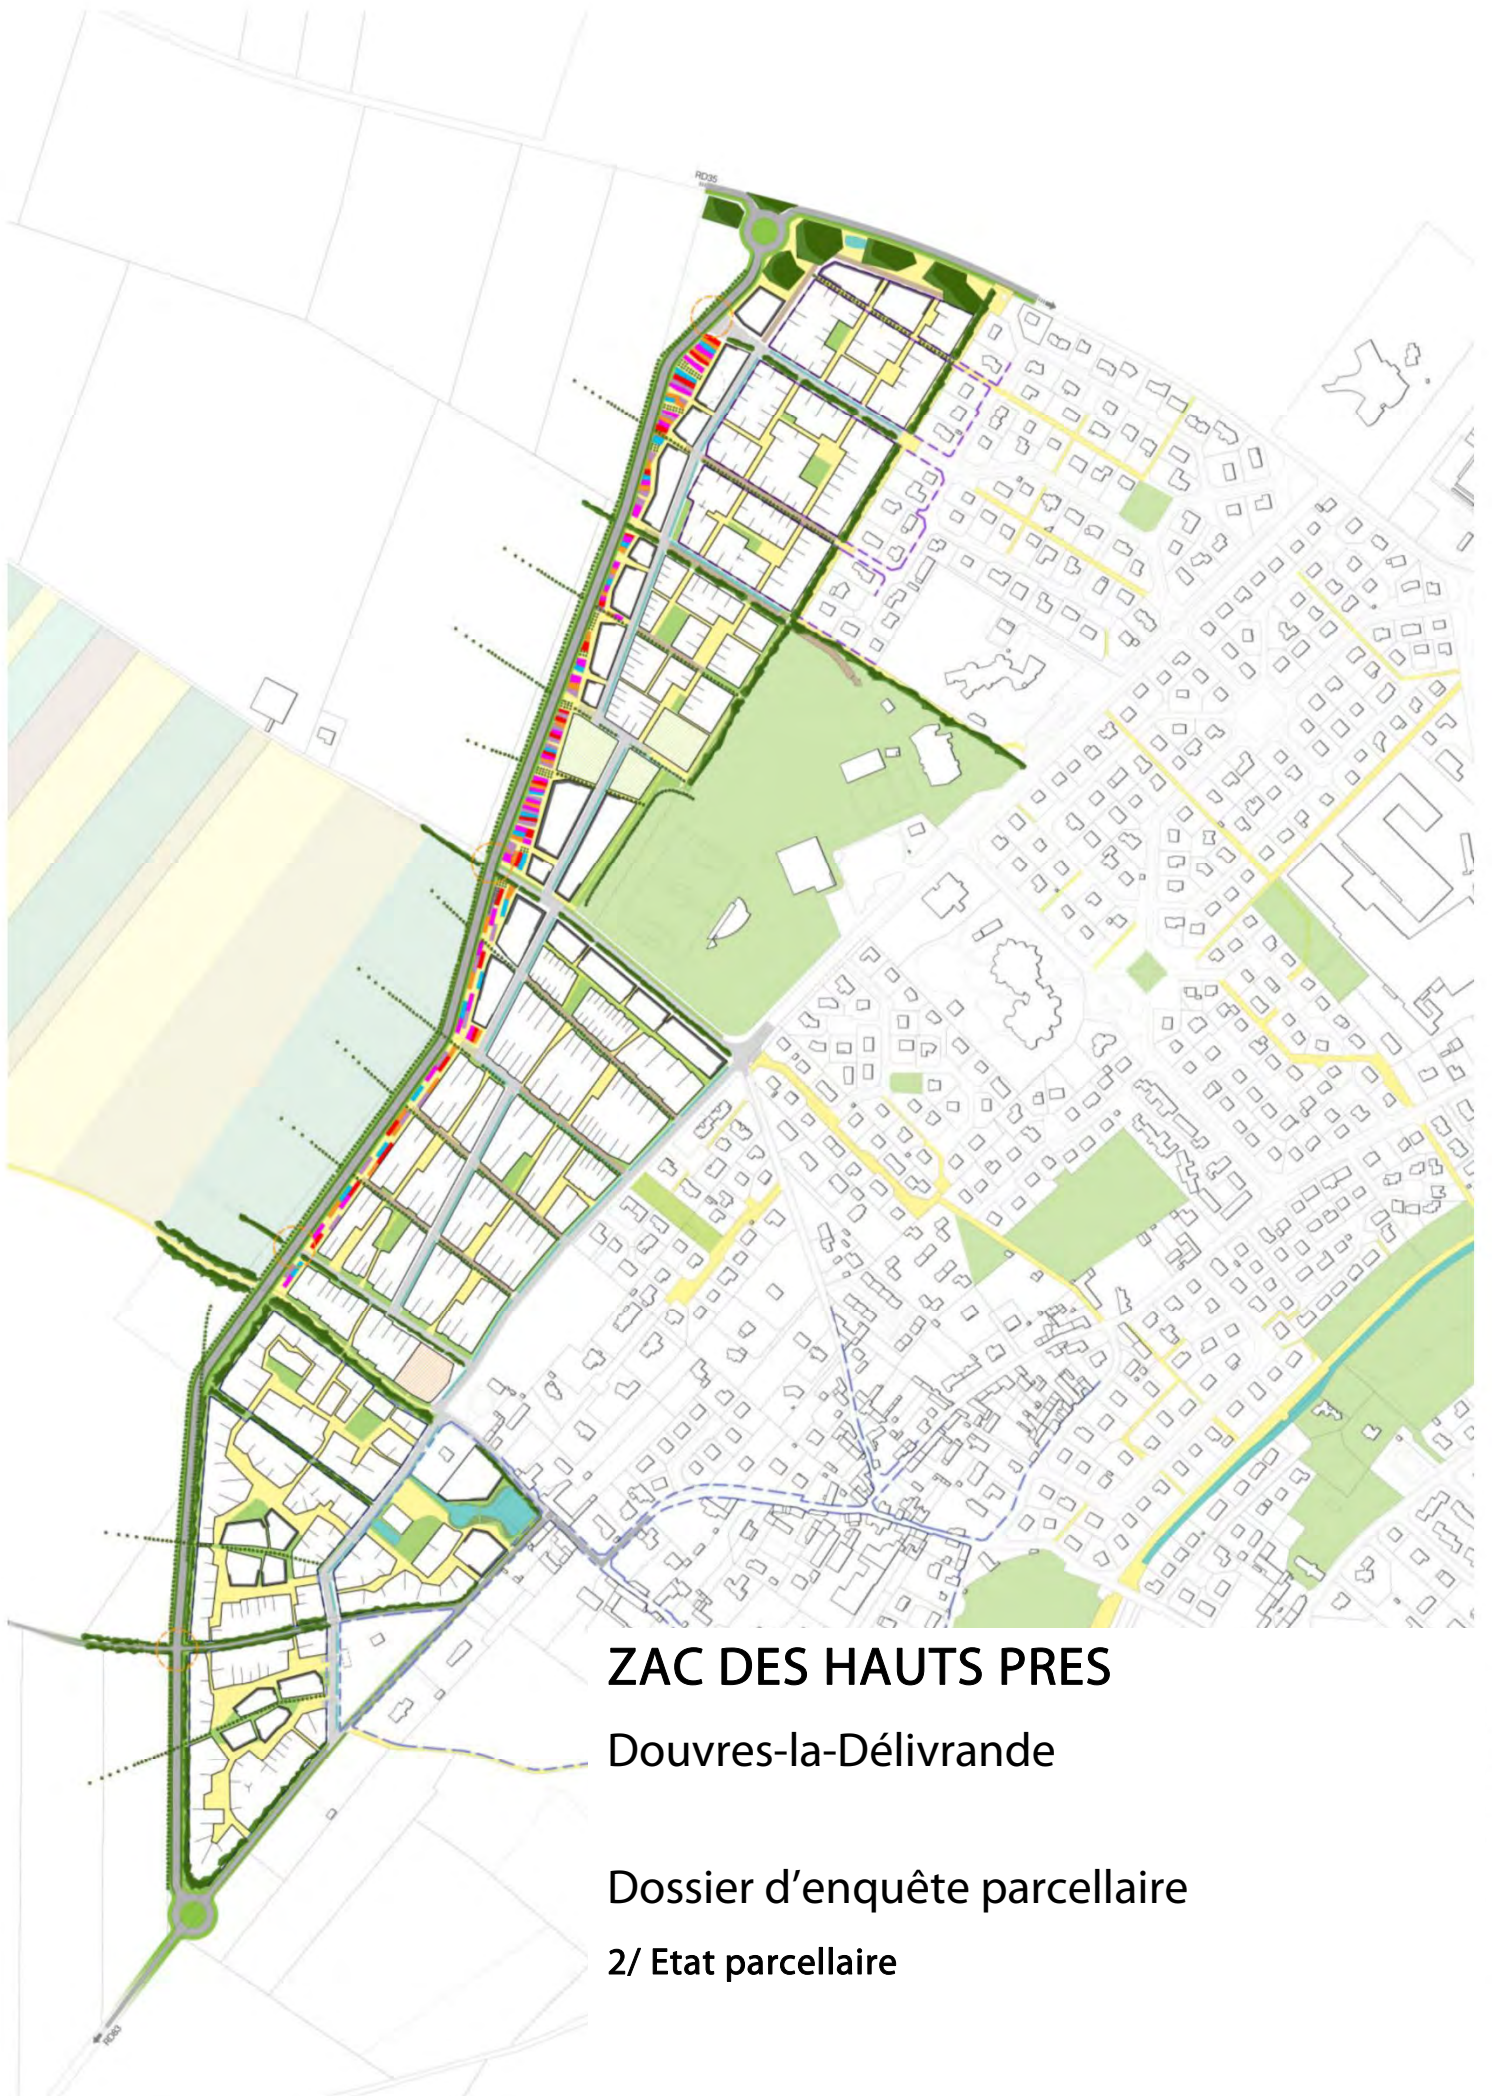 RD35
ZAC DES HAUTS PRES
Douvres-la-Délivrande
Dossier d’enquête parcellaire
2/ Etat parcellaire
RD83